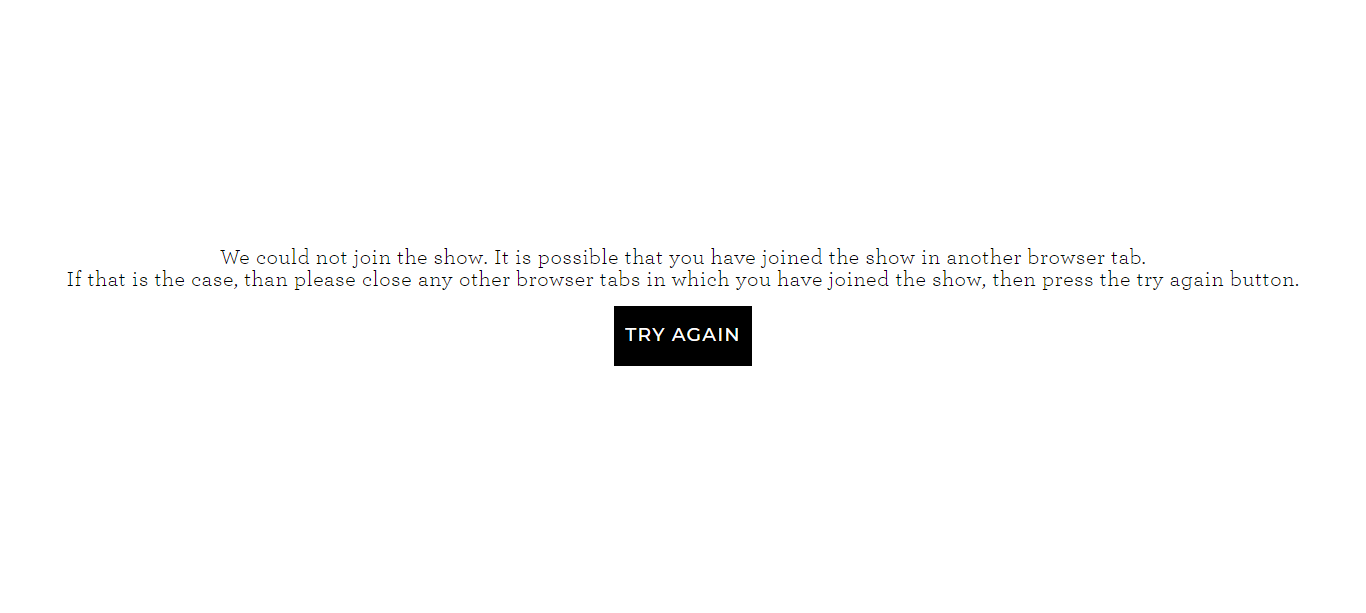 We could not join the show. It is possible that you have joined the show in another browser tab.
If that is the case, than please close any other browser tabs in which you have joined the show, then press the try again button.
TRY AGAIN